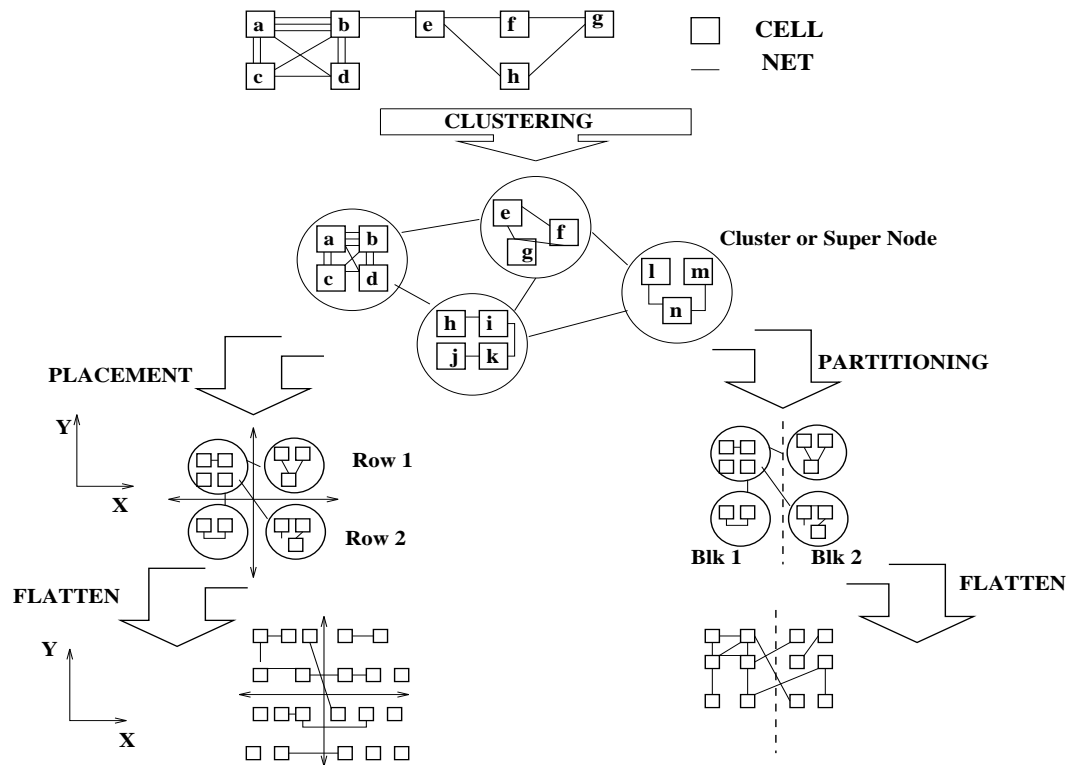 a b e f g
CELL
c d h
NET
CLUSTERING
e
f
g
a b
c d
Cluster or Super Node
l m
n
h i
j k
PLACEMENT
PARTITIONING
Y
X
Row 1
Row 2
Blk 1
Blk 2
FLATTEN
FLATTEN
Y
X